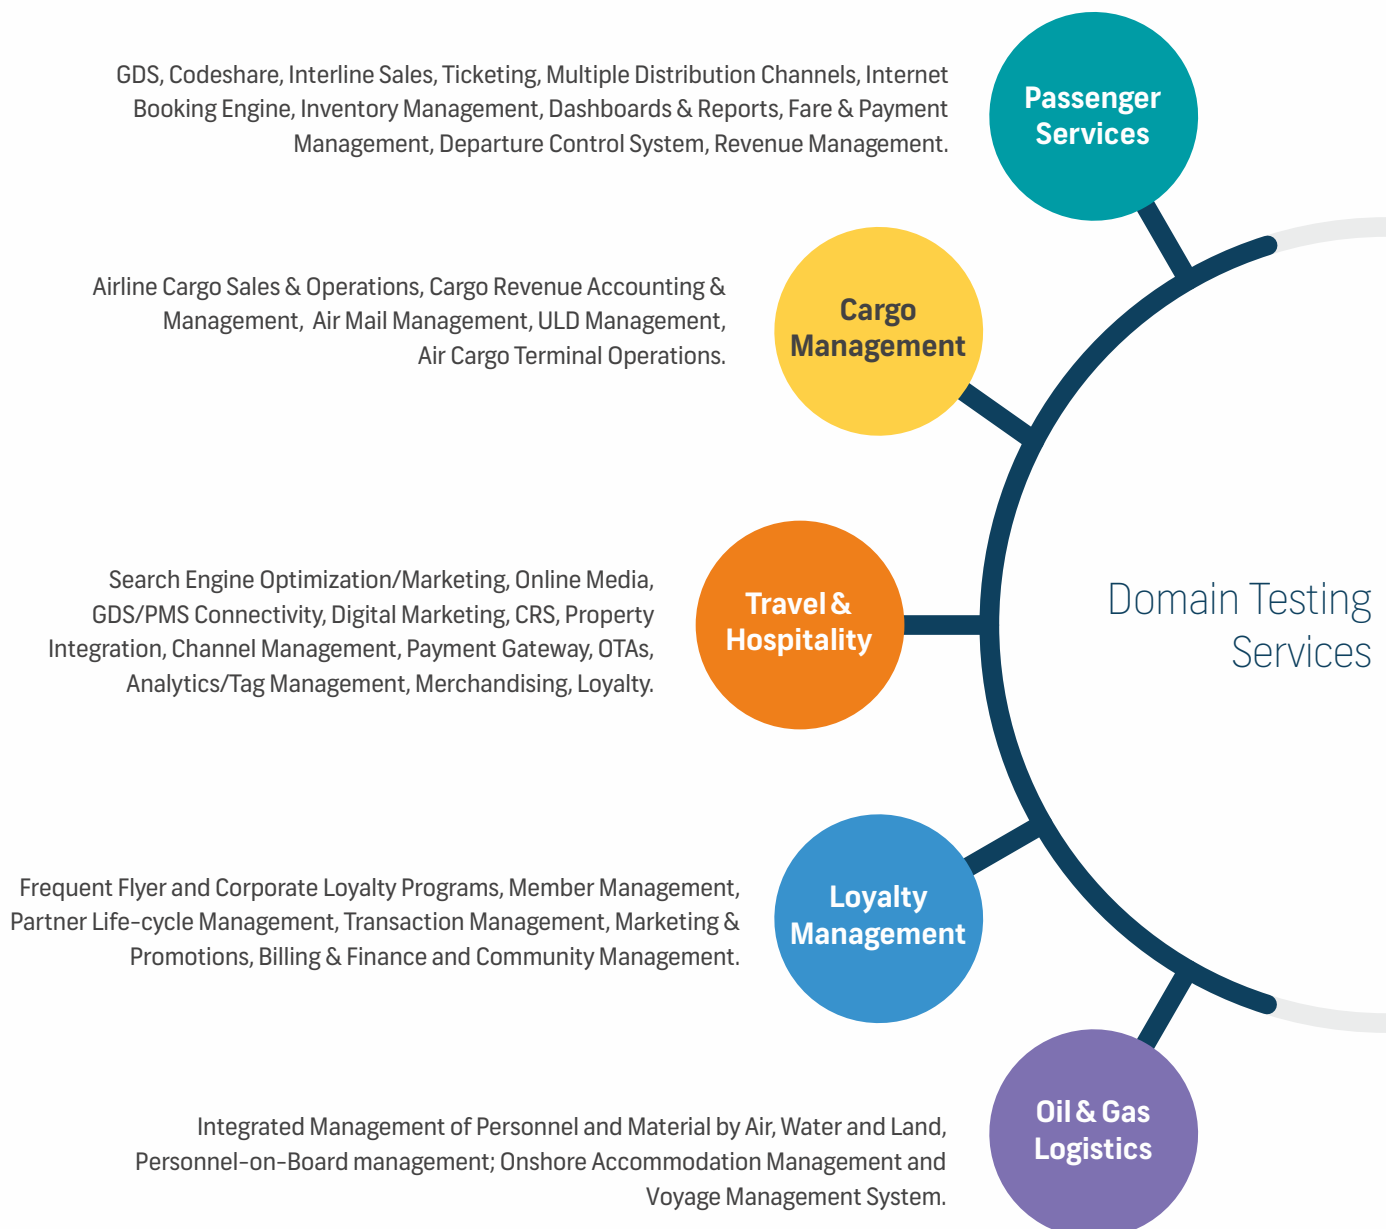 GDS, Codeshare, Interline Sales, Ticketing, Multiple Distribution Channels, Internet
Booking Engine, Inventory Management, Dashboards & Reports, Fare & Payment
Management, Departure Control System, Revenue Management.
Passenger
Services
Airline Cargo Sales & Operations, Cargo Revenue Accounting &
Management, Air Mail Management, ULD Management,
Air Cargo Terminal Operations.
Cargo
Management
Search Engine Optimization/Marketing, Online Media,
GDS/PMS Connectivity, Digital Marketing, CRS, Property
Integration, Channel Management, Payment Gateway, OTAs,
Analytics/Tag Management, Merchandising, Loyalty.
Travel &
Hospitality
Domain Testing
Services
Frequent Flyer and Corporate Loyalty Programs, Member Management,
Partner Life-cycle Management, Transaction Management, Marketing &
Promotions, Billing & Finance and Community Management.
Loyalty
Management
Integrated Management of Personnel and Material by Air, Water and Land,
Personnel-on-Board management; Onshore Accommodation Management and
Voyage Management System.
Oil & Gas
Logistics